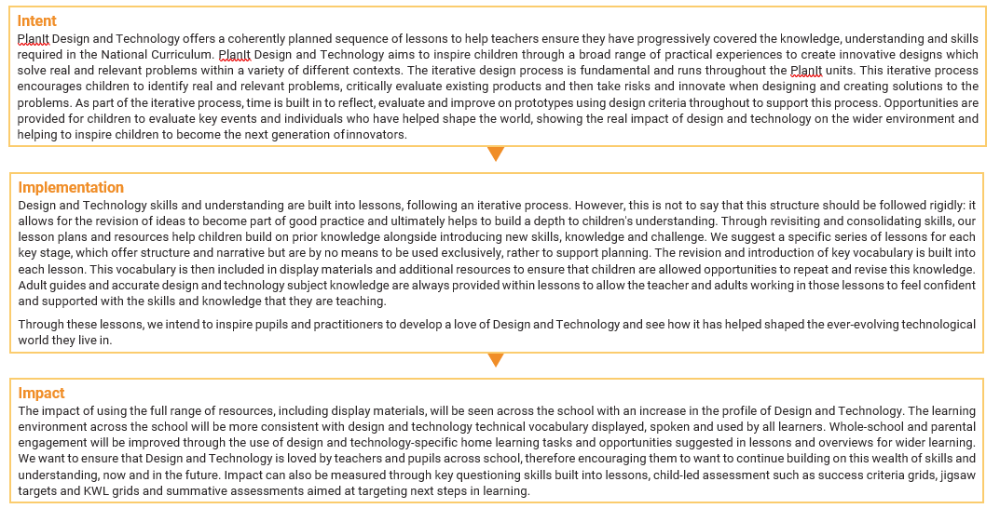 Intent
PlanIt Design and Technology offers a coherently planned sequence of lessons to help teachers ensure they have progressively covered the knowledge, understanding and skills
required in the National Curriculum. PlanIt Design and Technology aims to inspire children through a broad range of practical experiences to create innovative designs which
solve real and relevant problems within a variety of different contexts. The iterative design process is fundamental and runs throughout the PlanIt units. This iterative process
encourages children to identify real and relevant problems, critically evaluate existing products and then take risks and innovate when designing and creating solutions to the
problems. As part of the iterative process, time is built in to reflect, evaluate and improve on prototypes using design criteria throughout to support this process. Opportunities are
provided for children to evaluate key events and individuals who have helped shape the world, showing the real impact of design and technology on the wider environment and
helping to inspire children to become the next generation of innovators.
Implementation
Design and Technology skills and understanding are built into lessons, following an iterative process. However, this is not to say that this structure should be followed rigidly: it
allows for the revision of ideas to become part of good practice and ultimately helps to build a depth to children's understanding. Through revisiting and consolidating skills, our
lesson plans and resources help children build on prior knowledge alongside introducing new skills, knowledge and challenge. We suggest a specific series of lessons for each
key stage, which offer structure and narrative but are by no means to be used exclusively, rather to support planning. The revision and introduction of key vocabulary is built into
each lesson. This vocabulary is then included in display materials and additional resources to ensure that children are allowed opportunities to repeat and revise this knowledge.
Adult guides and accurate design and technology subject knowledge are always provided within lessons to allow the teacher and adults working in those lessons to feel confident
and supported with the skills and knowledge that they are teaching.
Through these lessons, we intend to inspire pupils and practitioners to develop a love of Design and Technology and see how it has helped shaped the ever-evolving technological
world they live in.
Impact
The impact of using the full range of resources, including display materials, will be seen across the school with an increase in the profile of Design and Technology. The learning
environment across the school will be more consistent with design and technology technical vocabulary displayed, spoken and used by all learners. Whole-school and parental
engagement will be improved through the use of design and technology-specific home learning tasks and opportunities suggested in lessons and overviews for wider learning.
We want to ensure that Design and Technology is loved by teachers and pupils across school, therefore encouraging them to want to continue building on this wealth of skills and
understanding, now and in the future. Impact can also be measured through key questioning skills built into lessons, child-led assessment such as success criteria grids, jigsaw
targets and KWL grids and summative assessments aimed at targeting next steps in learning.